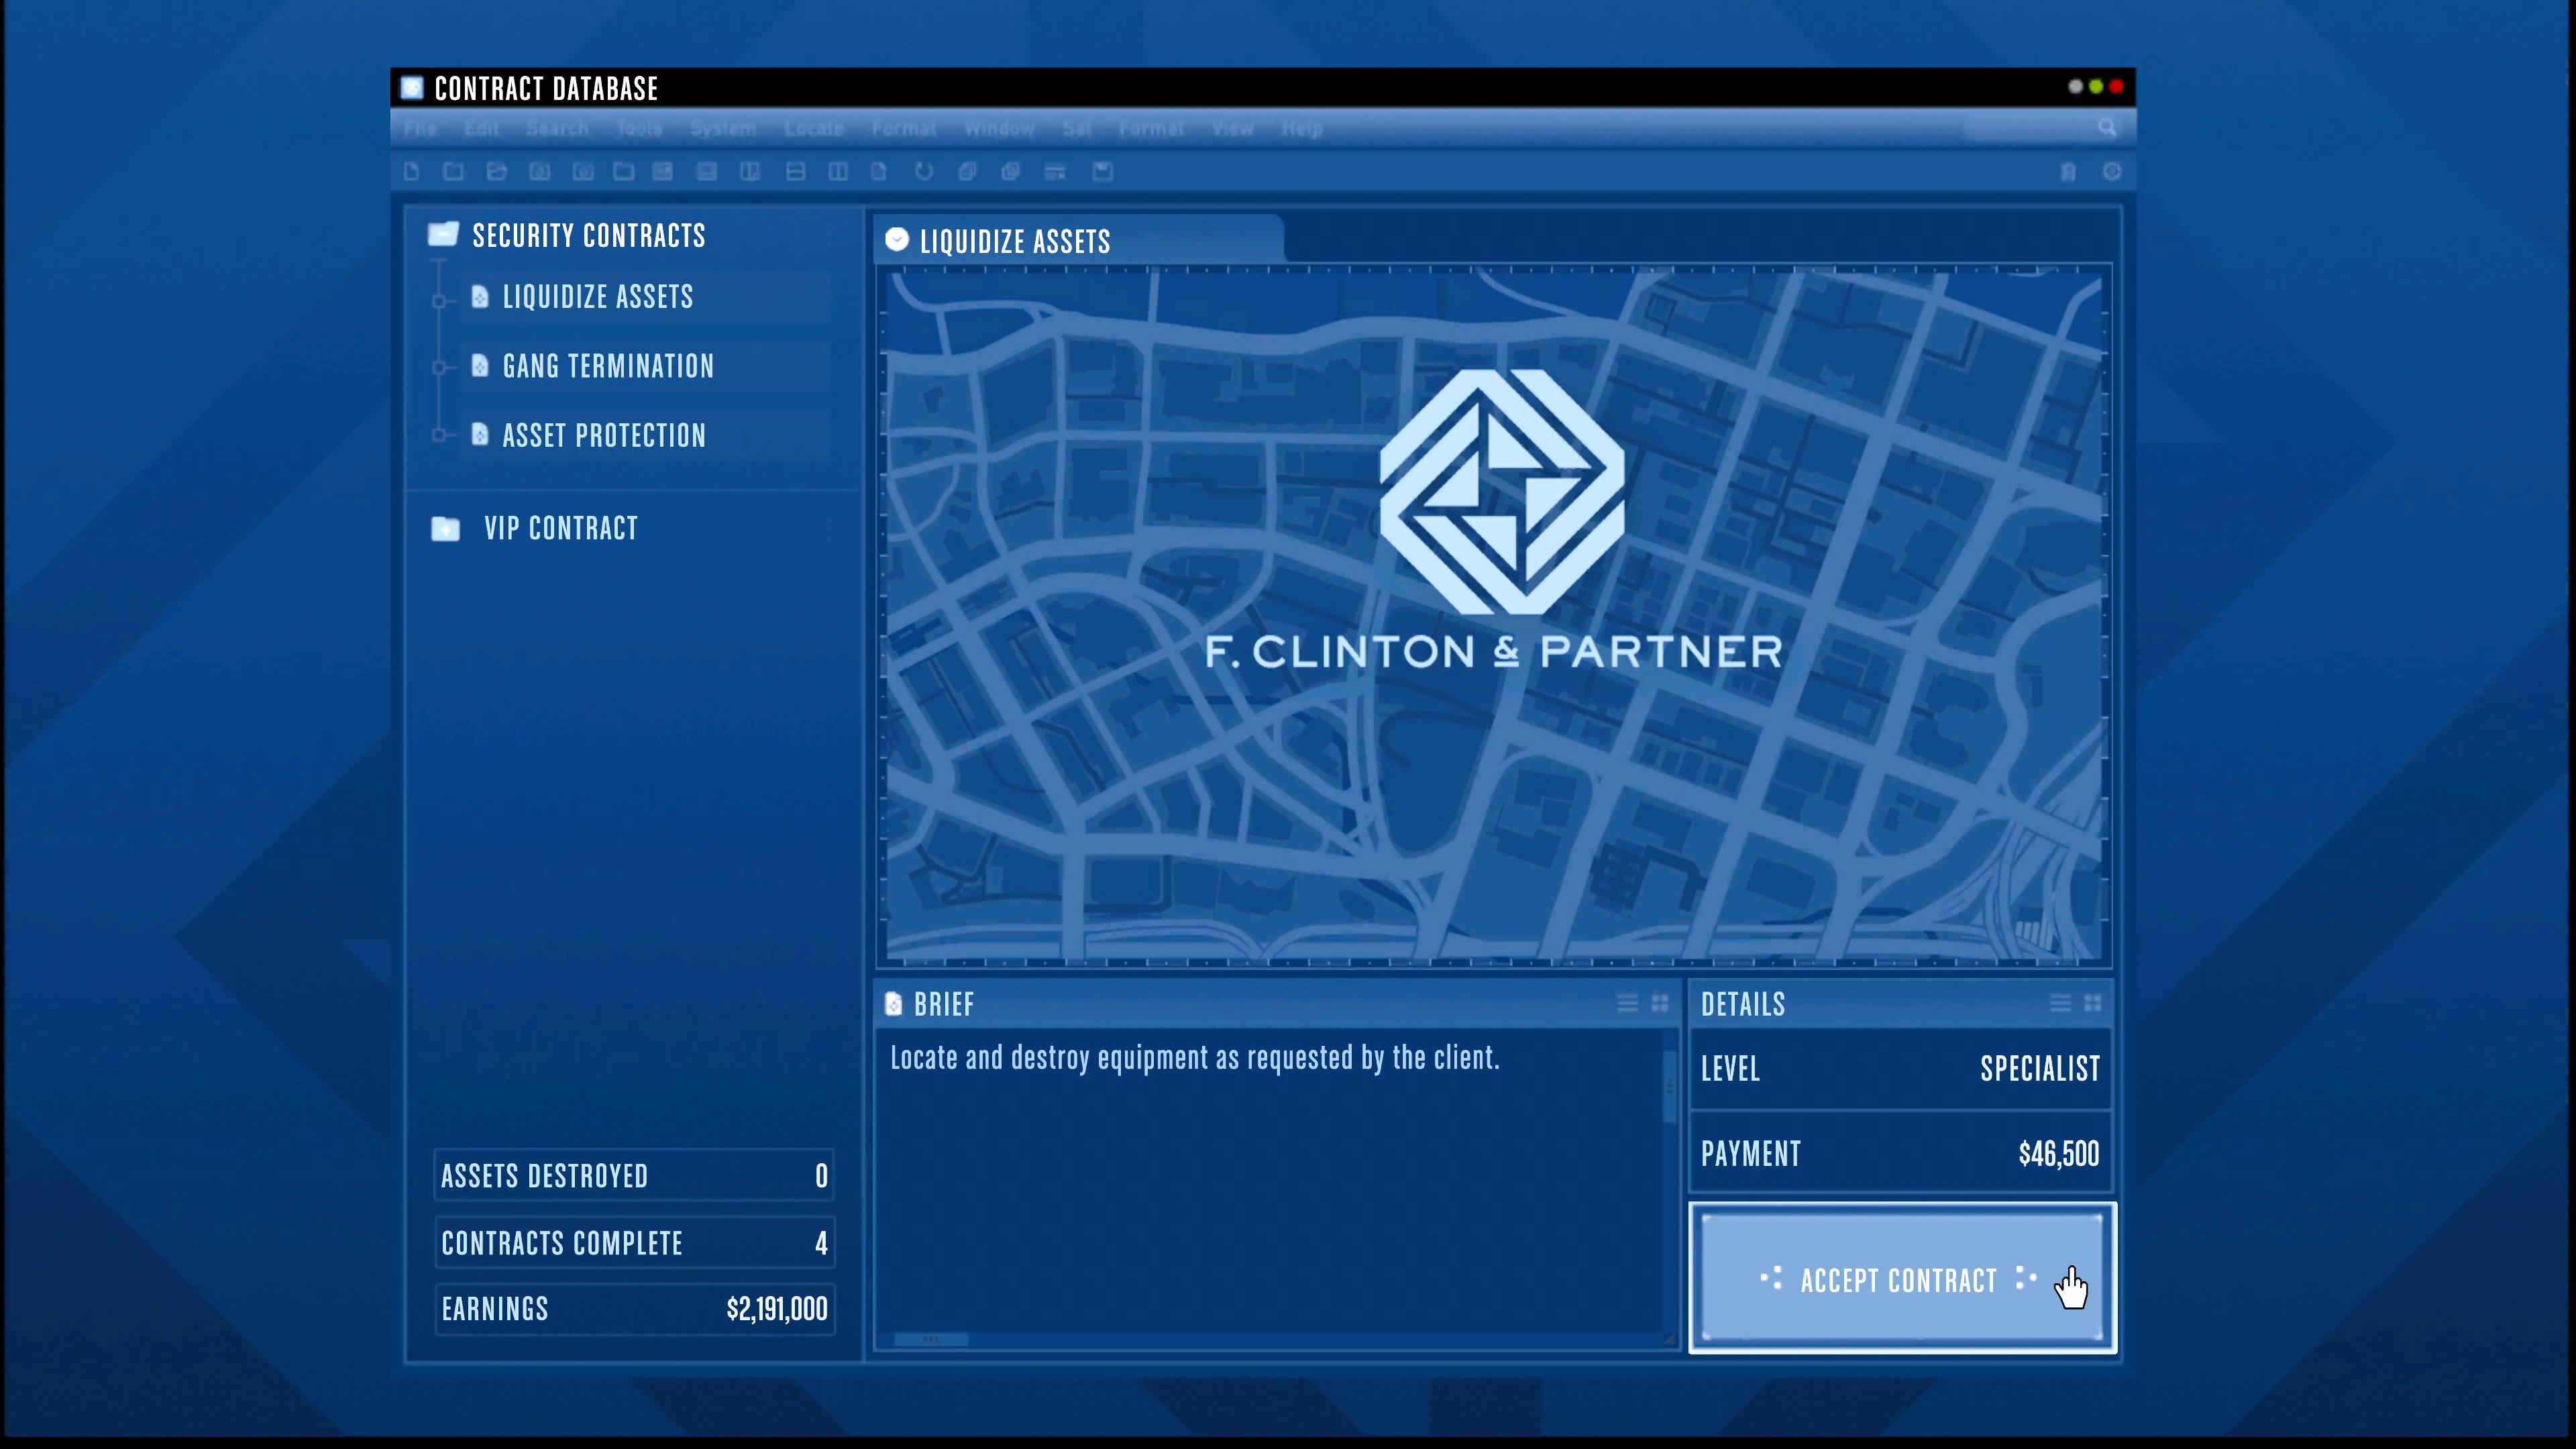 CONTRACT DATABASE
File Edit Search Tools System Locate Format Window Sat Format View Help
SECURITY CONTRACTS
LIQUIDIZE ASSETS
GANG TERMINATION
ASSET PROTECTION
VIP CONTRACT
ASSETS DESTROYED 0
CONTRACTS COMPLETE 4
EARNINGS $2,191,000
LIQUIDIZE ASSETS
F. CLINTON & PARTNER
BRIEF
Locate and destroy equipment as requested by the client.
DETAILS
LEVEL SPECIALIST
PAYMENT $46,500
ACCEPT CONTRACT